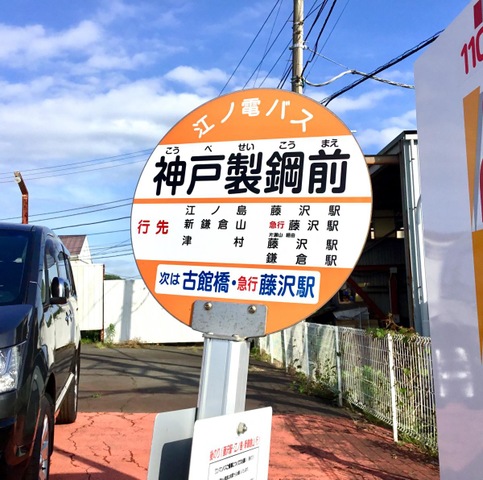 江ノ電バス
こうべせいこうまえ
神戸製鋼前
行先
江ノ島 藤沢駅
新鎌倉山 急行 藤沢駅
津村 藤沢駅
鎌倉駅
次は 古館橋・急行 藤沢駅
110